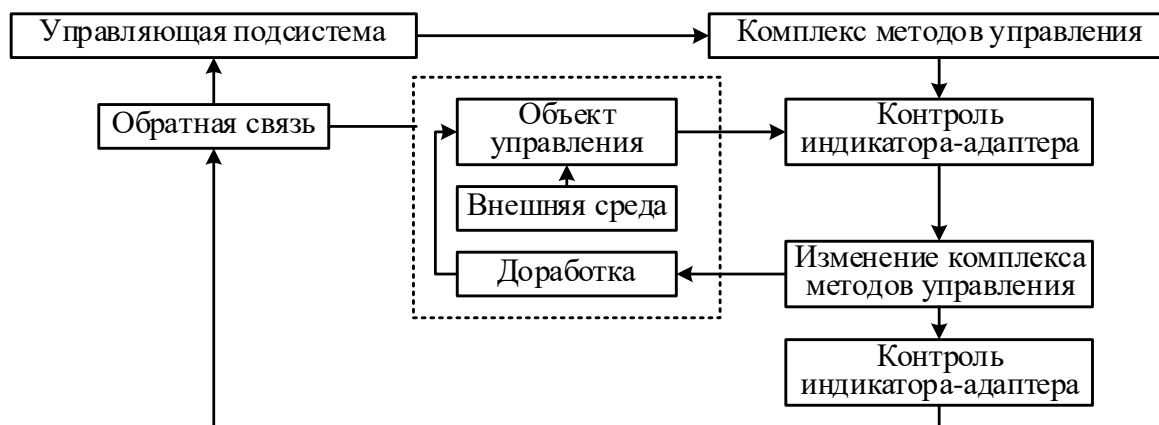 Управляющая подсистема
Комплекс методов управления
Обратная связь
Объект
управления
Контроль
индикатора-адаптера
Внешняя среда
Доработка
Изменение комплекса
методов управления
Контроль
индикатора-адаптера